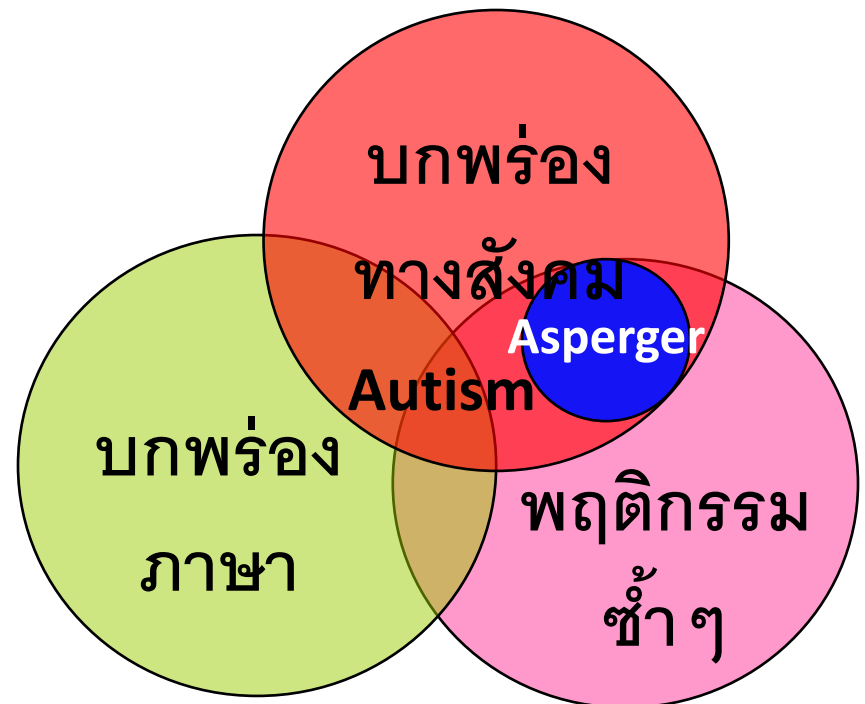 บกพร่อง
ทางสังคม
Asperger
Autism
บกพร่อง
ภาษา
พฤติกรรม
ซ้ำ ๆ